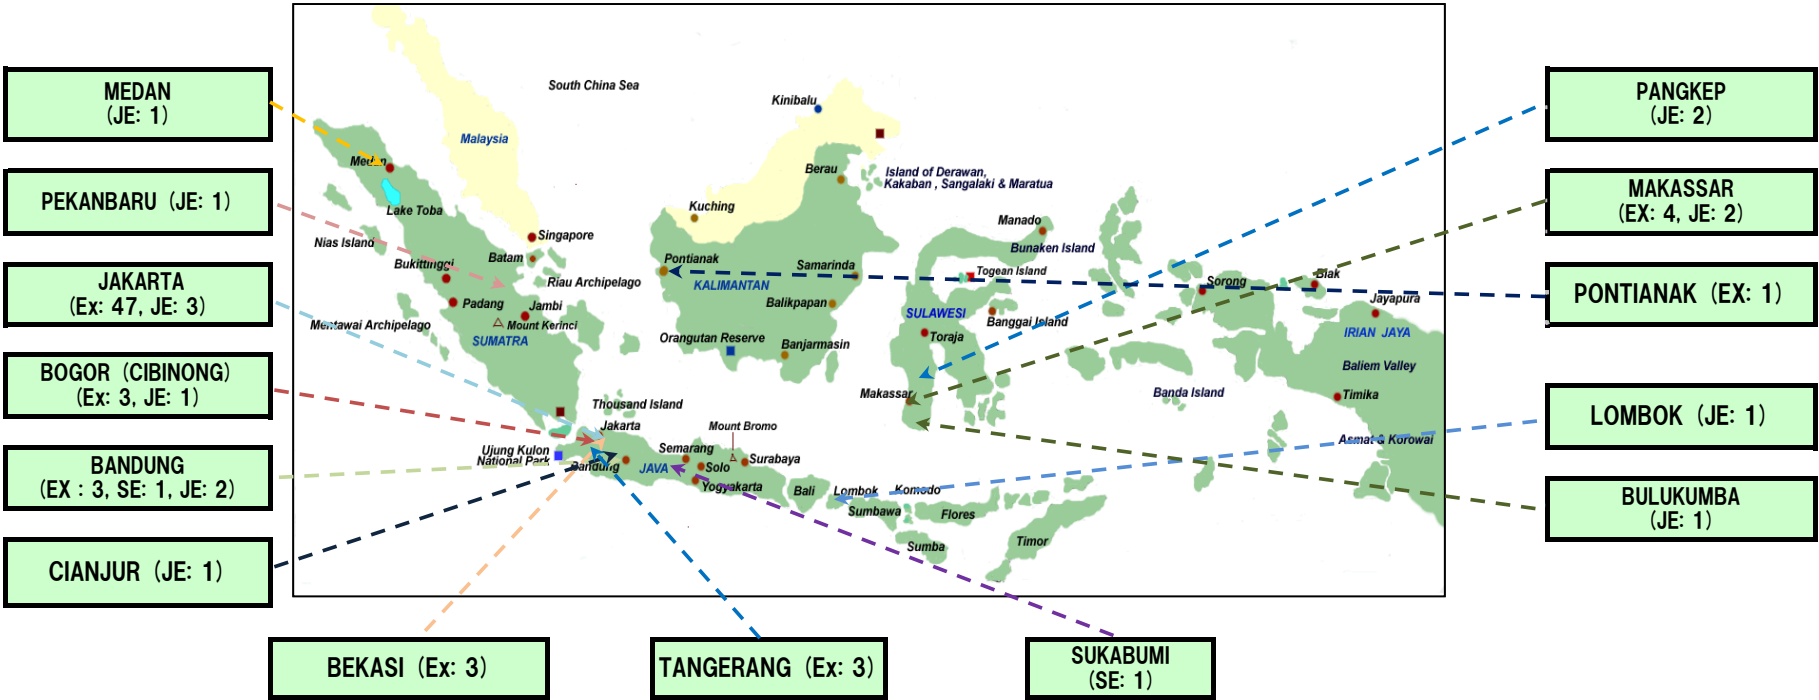 MEDAN
(JE: 1)
PEKANBARU (JE: 1)
JAKARTA
(Ex: 47, JE: 3)
BOGOR (CIBINONG)
(Ex: 3, JE: 1)
BANDUNG
(EX : 3, SE: 1, JE: 2)
CIANJUR (JE: 1)
BEKASI (Ex: 3)
TANGERANG (Ex: 3)
SUKABUMI
(SE: 1)
PANGKEP
(JE: 2)
MAKASSAR
(EX: 4, JE: 2)
PONTIANAK (EX: 1)
LOMBOK (JE: 1)
BULUKUMBA
(JE: 1)
South China Sea
Kinibalu
Malaysia
Medan
Lake Toba
Nias Island
Singapore
Batam
Bukittinggi
Riau Archipelago
Padang
Jambi
Mentawai Archipelago
Mount Kerinci
SUMATRA
Berau
Island of Derawan,
Kakaban , Sangalaki & Maratua
Kuching
Pontianak
KALIMANTAN
Samarinda
Balikpapan
Orangutan Reserve
Banjarmasin
Manado
Bunaken Island
Togean Island
SULAWESI
Banggai Island
Toraja
Makassar
Sorong
Biak
Jayapura
IRIAN JAYA
Baliem Valley
Banda Island
Timika
Asmat & Korowai
Thousand Island
Jakarta
Ujung Kulon
National Park
Bandung
JAVA
Semarang
Solo
Yogyakarta
Mount Bromo
Surabaya
Bali
Lombok
Komodo
Sumbawa
Flores
Sumba
Timor